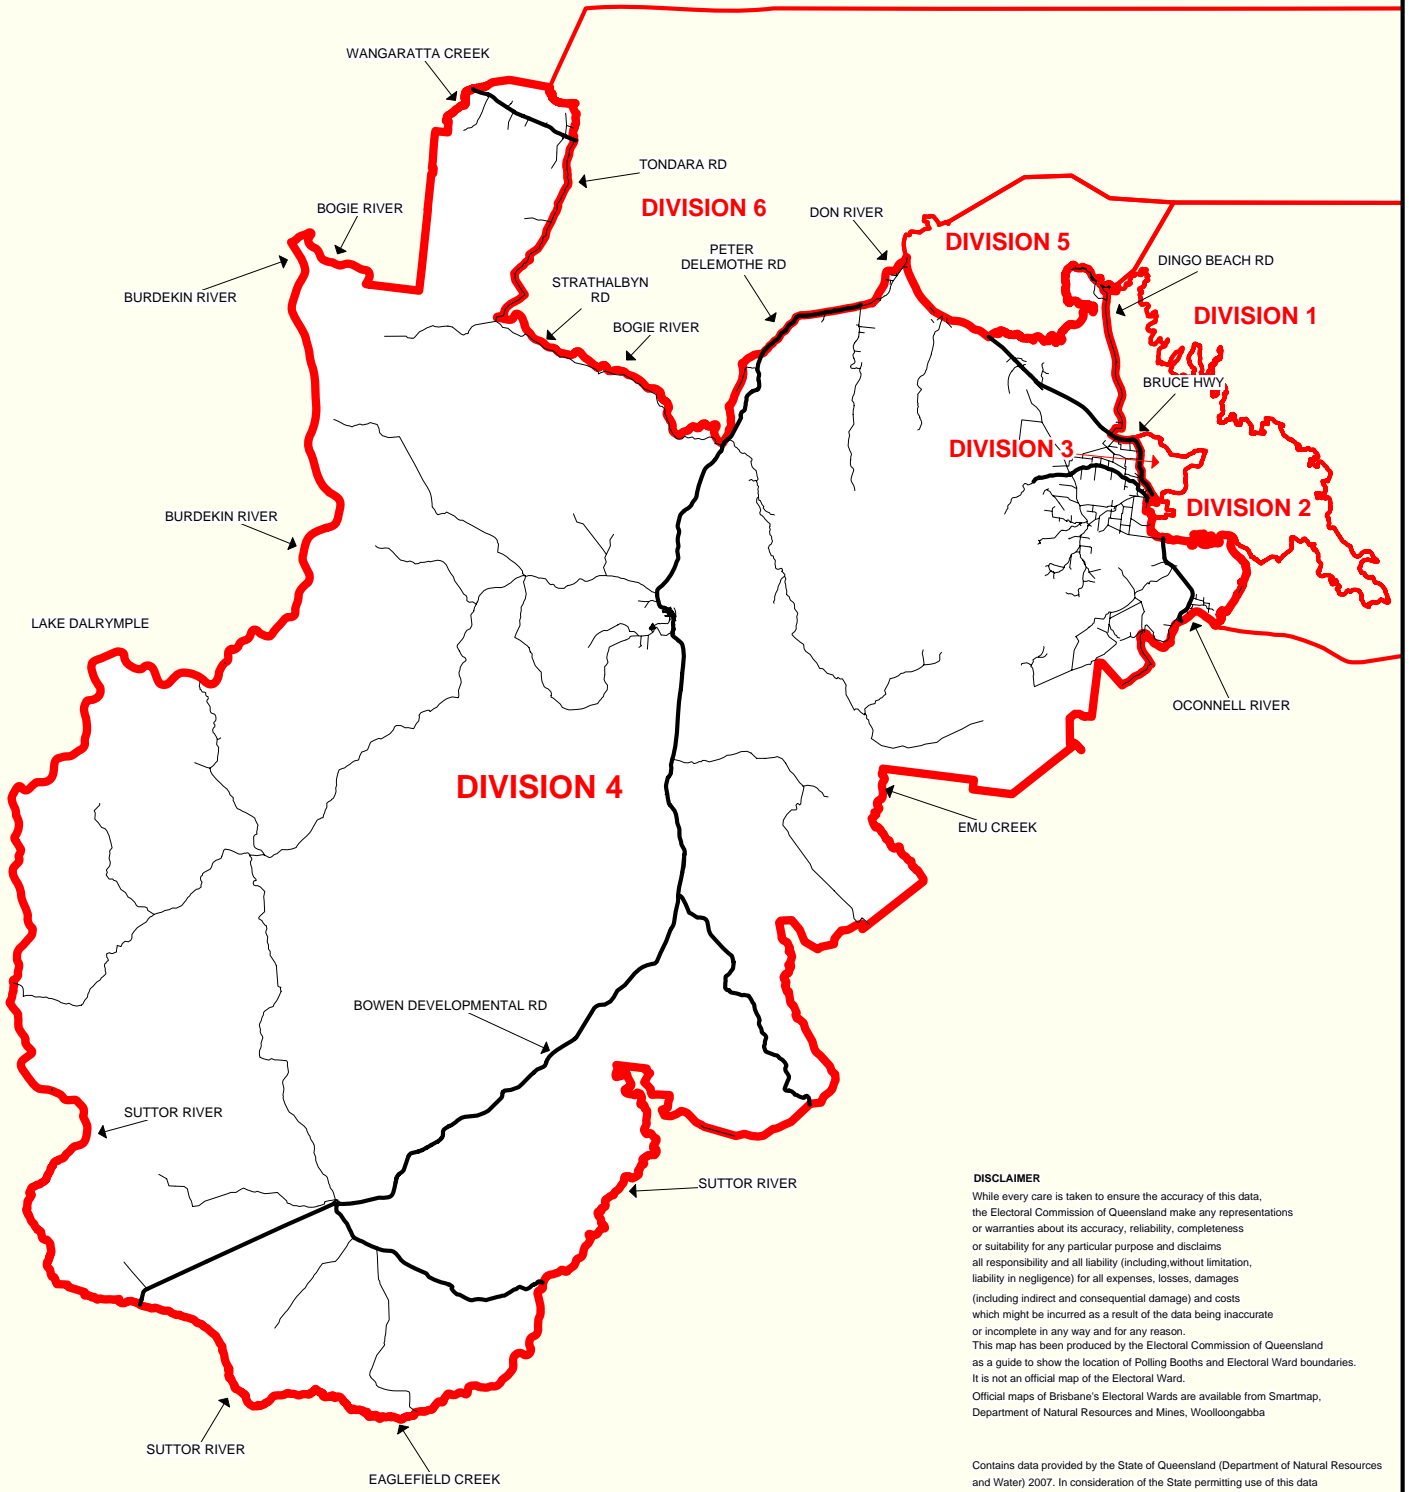 WANGARATTA CREEK
TONDARA RD
DIVISION 6
BOGIE RIVER
DON RIVER
DIVISION 5
PETER
DELEMOTHE RD
DINGO BEACH RD
BURDEKIN RIVER
STRATHALBYN
RD
BOGIE RIVER
DIVISION 1
BRUCE HWY
DIVISION 3
DIVISION 2
BURDEKIN RIVER
LAKE DALRYMPLE
OCONNELL RIVER
DIVISION 4
EMU CREEK
BOWEN DEVELOPMENTAL RD
SUTTOR RIVER
SUTTOR RIVER
SUTTOR RIVER
EAGLEFIELD CREEK
DISCLAIMER
While every care is taken to ensure the accuracy of this data,
the Electoral Commission of Queensland make any representations
or warranties about its accuracy, reliability, completeness
or suitability for any particular purpose and disclaims
all responsibility and all liability (including,without limitation,
liability in negligence) for all expenses, losses, damages
(including indirect and consequential damage) and costs
which might be incurred as a result of the data being inaccurate
or incomplete in any way and for any reason.
This map has been produced by the Electoral Commission of Queensland
as a guide to show the location of Polling Booths and Electoral Ward boundaries.
It is not an official map of the Electoral Ward.
Official maps of Brisbane's Electoral Wards are available from Smartmap,
Department of Natural Resources and Mines, Woolloongabba
Contains data provided by the State of Queensland (Department of Natural Resources
and Water) 2007. In consideration of the State permitting use of this data